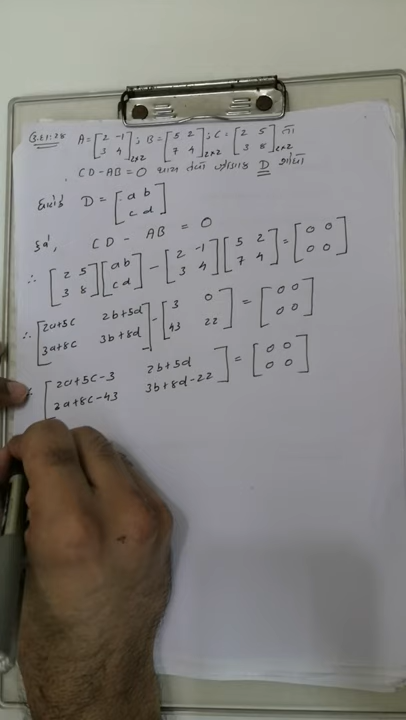 Q.61:28 A = [2 -1; 3 4]2×2 ; B = [5 2; 7 4]2×2 ; C = [2 5; 3 8]2×2 તો
CD - AB = 0 થાય તેવો શ્રેણિક D શોધો
ધારો કે D = [a b; c d]
હવે, CD - AB = 0
∴ [2 5; 3 8] [a b; c d] - [2 -1; 3 4] [5 2; 7 4] = [0 0; 0 0]
∴ [2a+5c 2b+5d; 3a+8c 3b+8d] - [3 0; 43 22] = [0 0; 0 0]
[2a+5c-3 2b+5d; 3a+8c-43 3b+8d-22] = [0 0; 0 0]